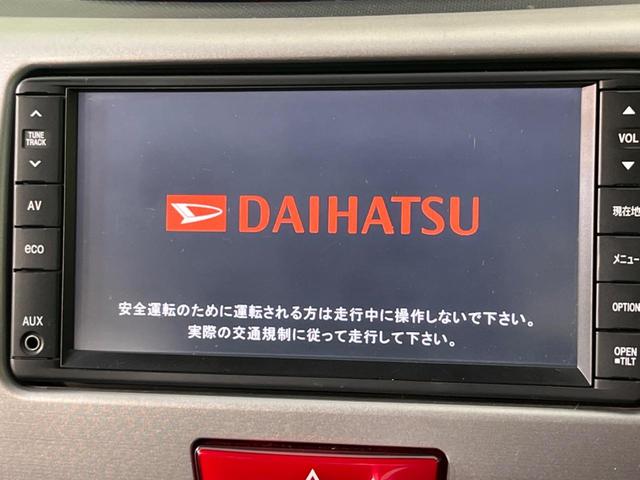 TUNE
TRACK
AV
eco
AUX
DAIHATSU
安全運転のために運転される方は走行中に操作しないで下さい。
実際の交通規制に従って走行して下さい。
VOL
現在地
メニュー
OPTION
OPEN
TILT